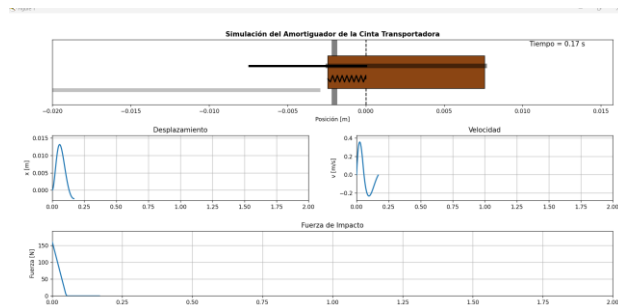 Figure 1
Simulación del Amortiguador de la Cinta Transportadora
Tiempo = 0.17 s
−0.020 −0.015 −0.010 −0.005 0.000 0.005 0.010 0.015
Posición [m]
Desplazamiento
x [m]
0.015
0.010
0.005
0.000
0.00 0.25 0.50 0.75 1.00 1.25 1.50 1.75 2.00
Velocidad
v [m/s]
0.4
0.2
0.0
−0.2
0.00 0.25 0.50 0.75 1.00 1.25 1.50 1.75 2.00
Fuerza de Impacto
Fuerza [N]
150
100
50
0
0.00 0.25 0.50 0.75 1.00 1.25 1.50 1.75 2.00